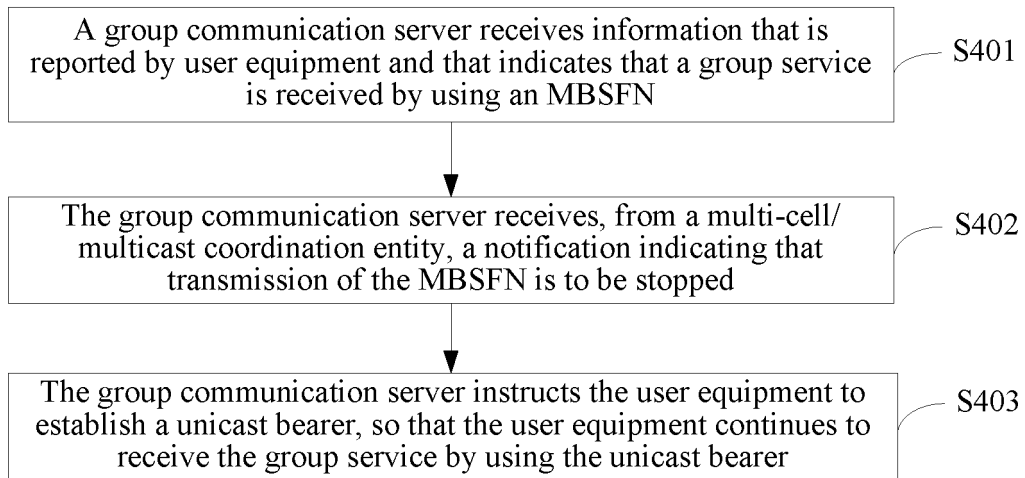 A group communication server receives information that is
reported by user equipment and that indicates that a group service
is received by using an MBSFN
S401
The group communication server receives, from a multi-cell/
multicast coordination entity, a notification indicating that
transmission of the MBSFN is to be stopped
S402
The group communication server instructs the user equipment to
establish a unicast bearer, so that the user equipment continues to
receive the group service by using the unicast bearer
S403